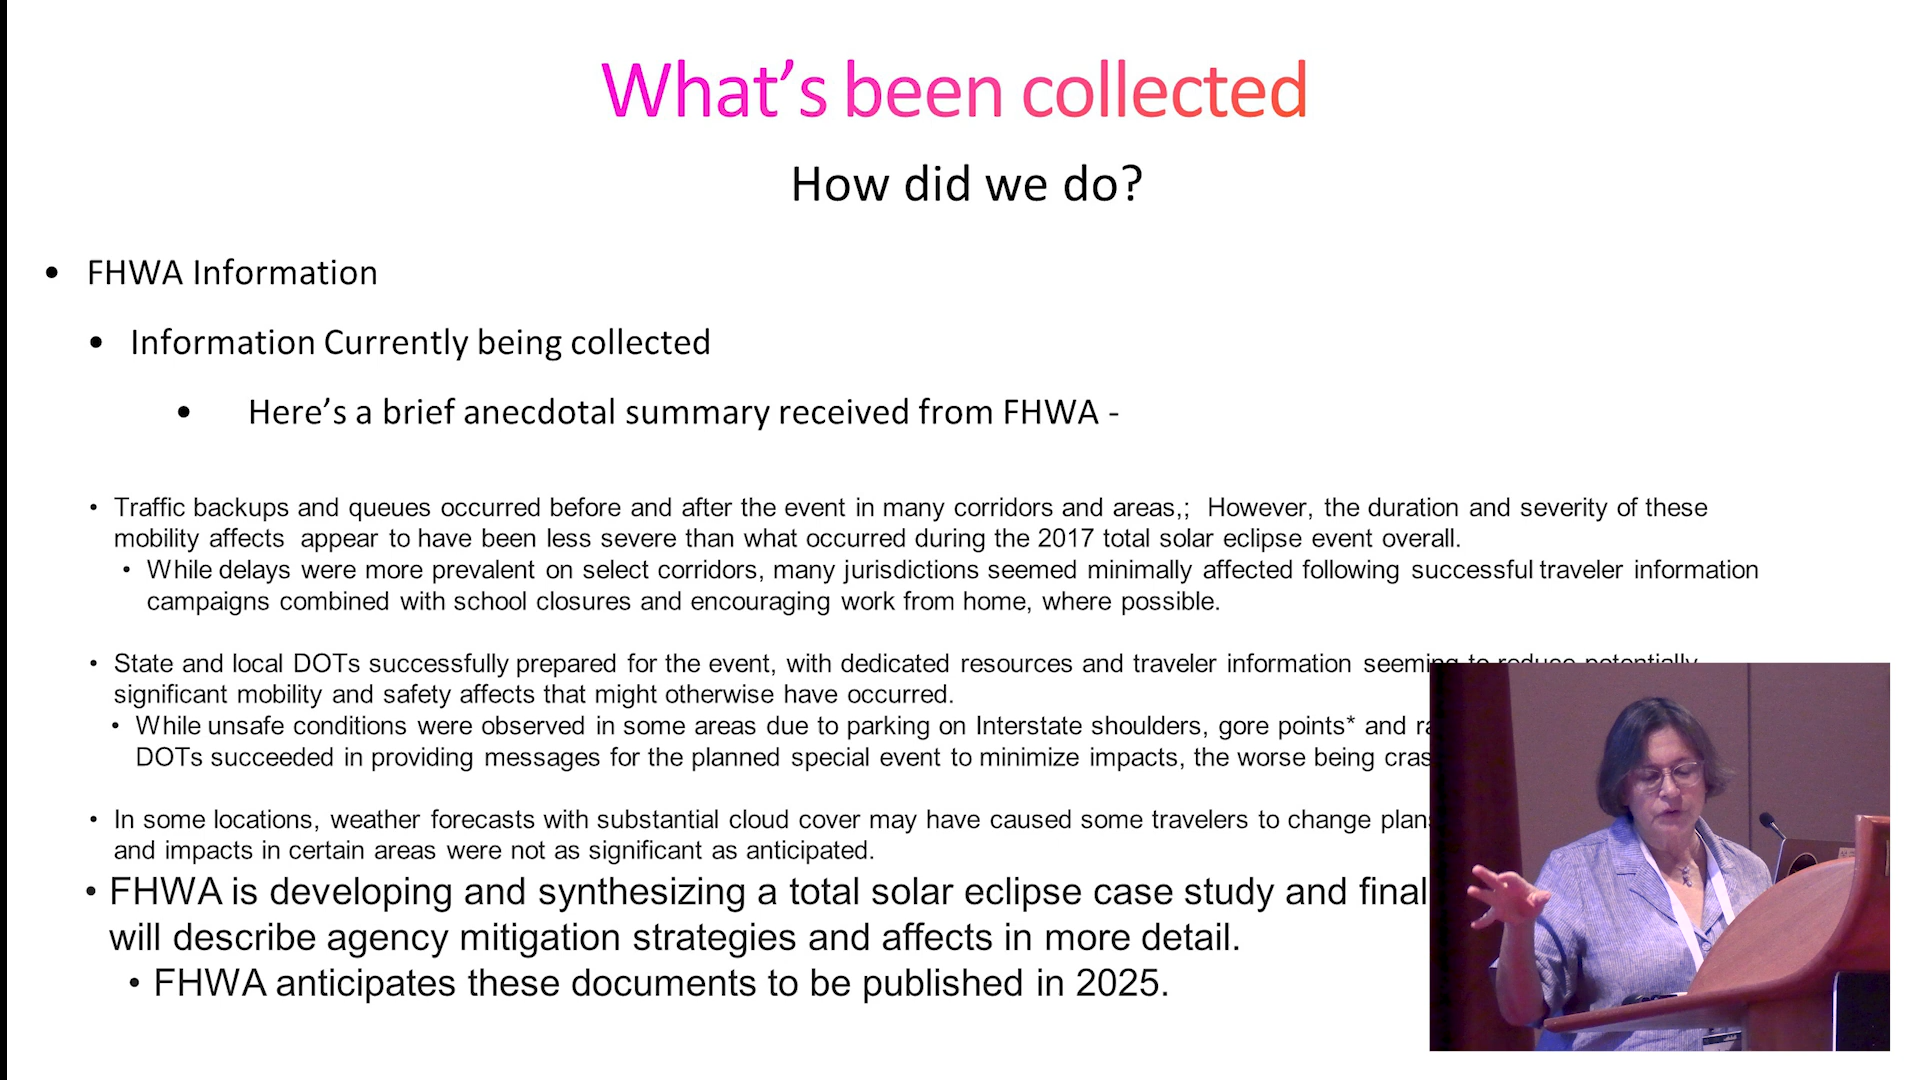 What’s been collected
How did we do?
• FHWA Information
• Information Currently being collected
• Here’s a brief anecdotal summary received from FHWA -
• Traffic backups and queues occurred before and after the event in many corridors and areas,; However, the duration and severity of these
mobility affects appear to have been less severe than what occurred during the 2017 total solar eclipse event overall.
• While delays were more prevalent on select corridors, many jurisdictions seemed minimally affected following successful traveler information
campaigns combined with school closures and encouraging work from home, where possible.
• State and local DOTs successfully prepared for the event, with dedicated resources and traveler information seeming to reduce potentially
significant mobility and safety affects that might otherwise have occurred.
• While unsafe conditions were observed in some areas due to parking on Interstate shoulders, gore points* and
DOTs succeeded in providing messages for the planned special event to minimize impacts, the worse being
• In some locations, weather forecasts with substantial cloud cover may have caused some travelers to change plans
and impacts in certain areas were not as significant as anticipated.
• FHWA is developing and synthesizing a total solar eclipse case study and final
will describe agency mitigation strategies and affects in more detail.
• FHWA anticipates these documents to be published in 2025.